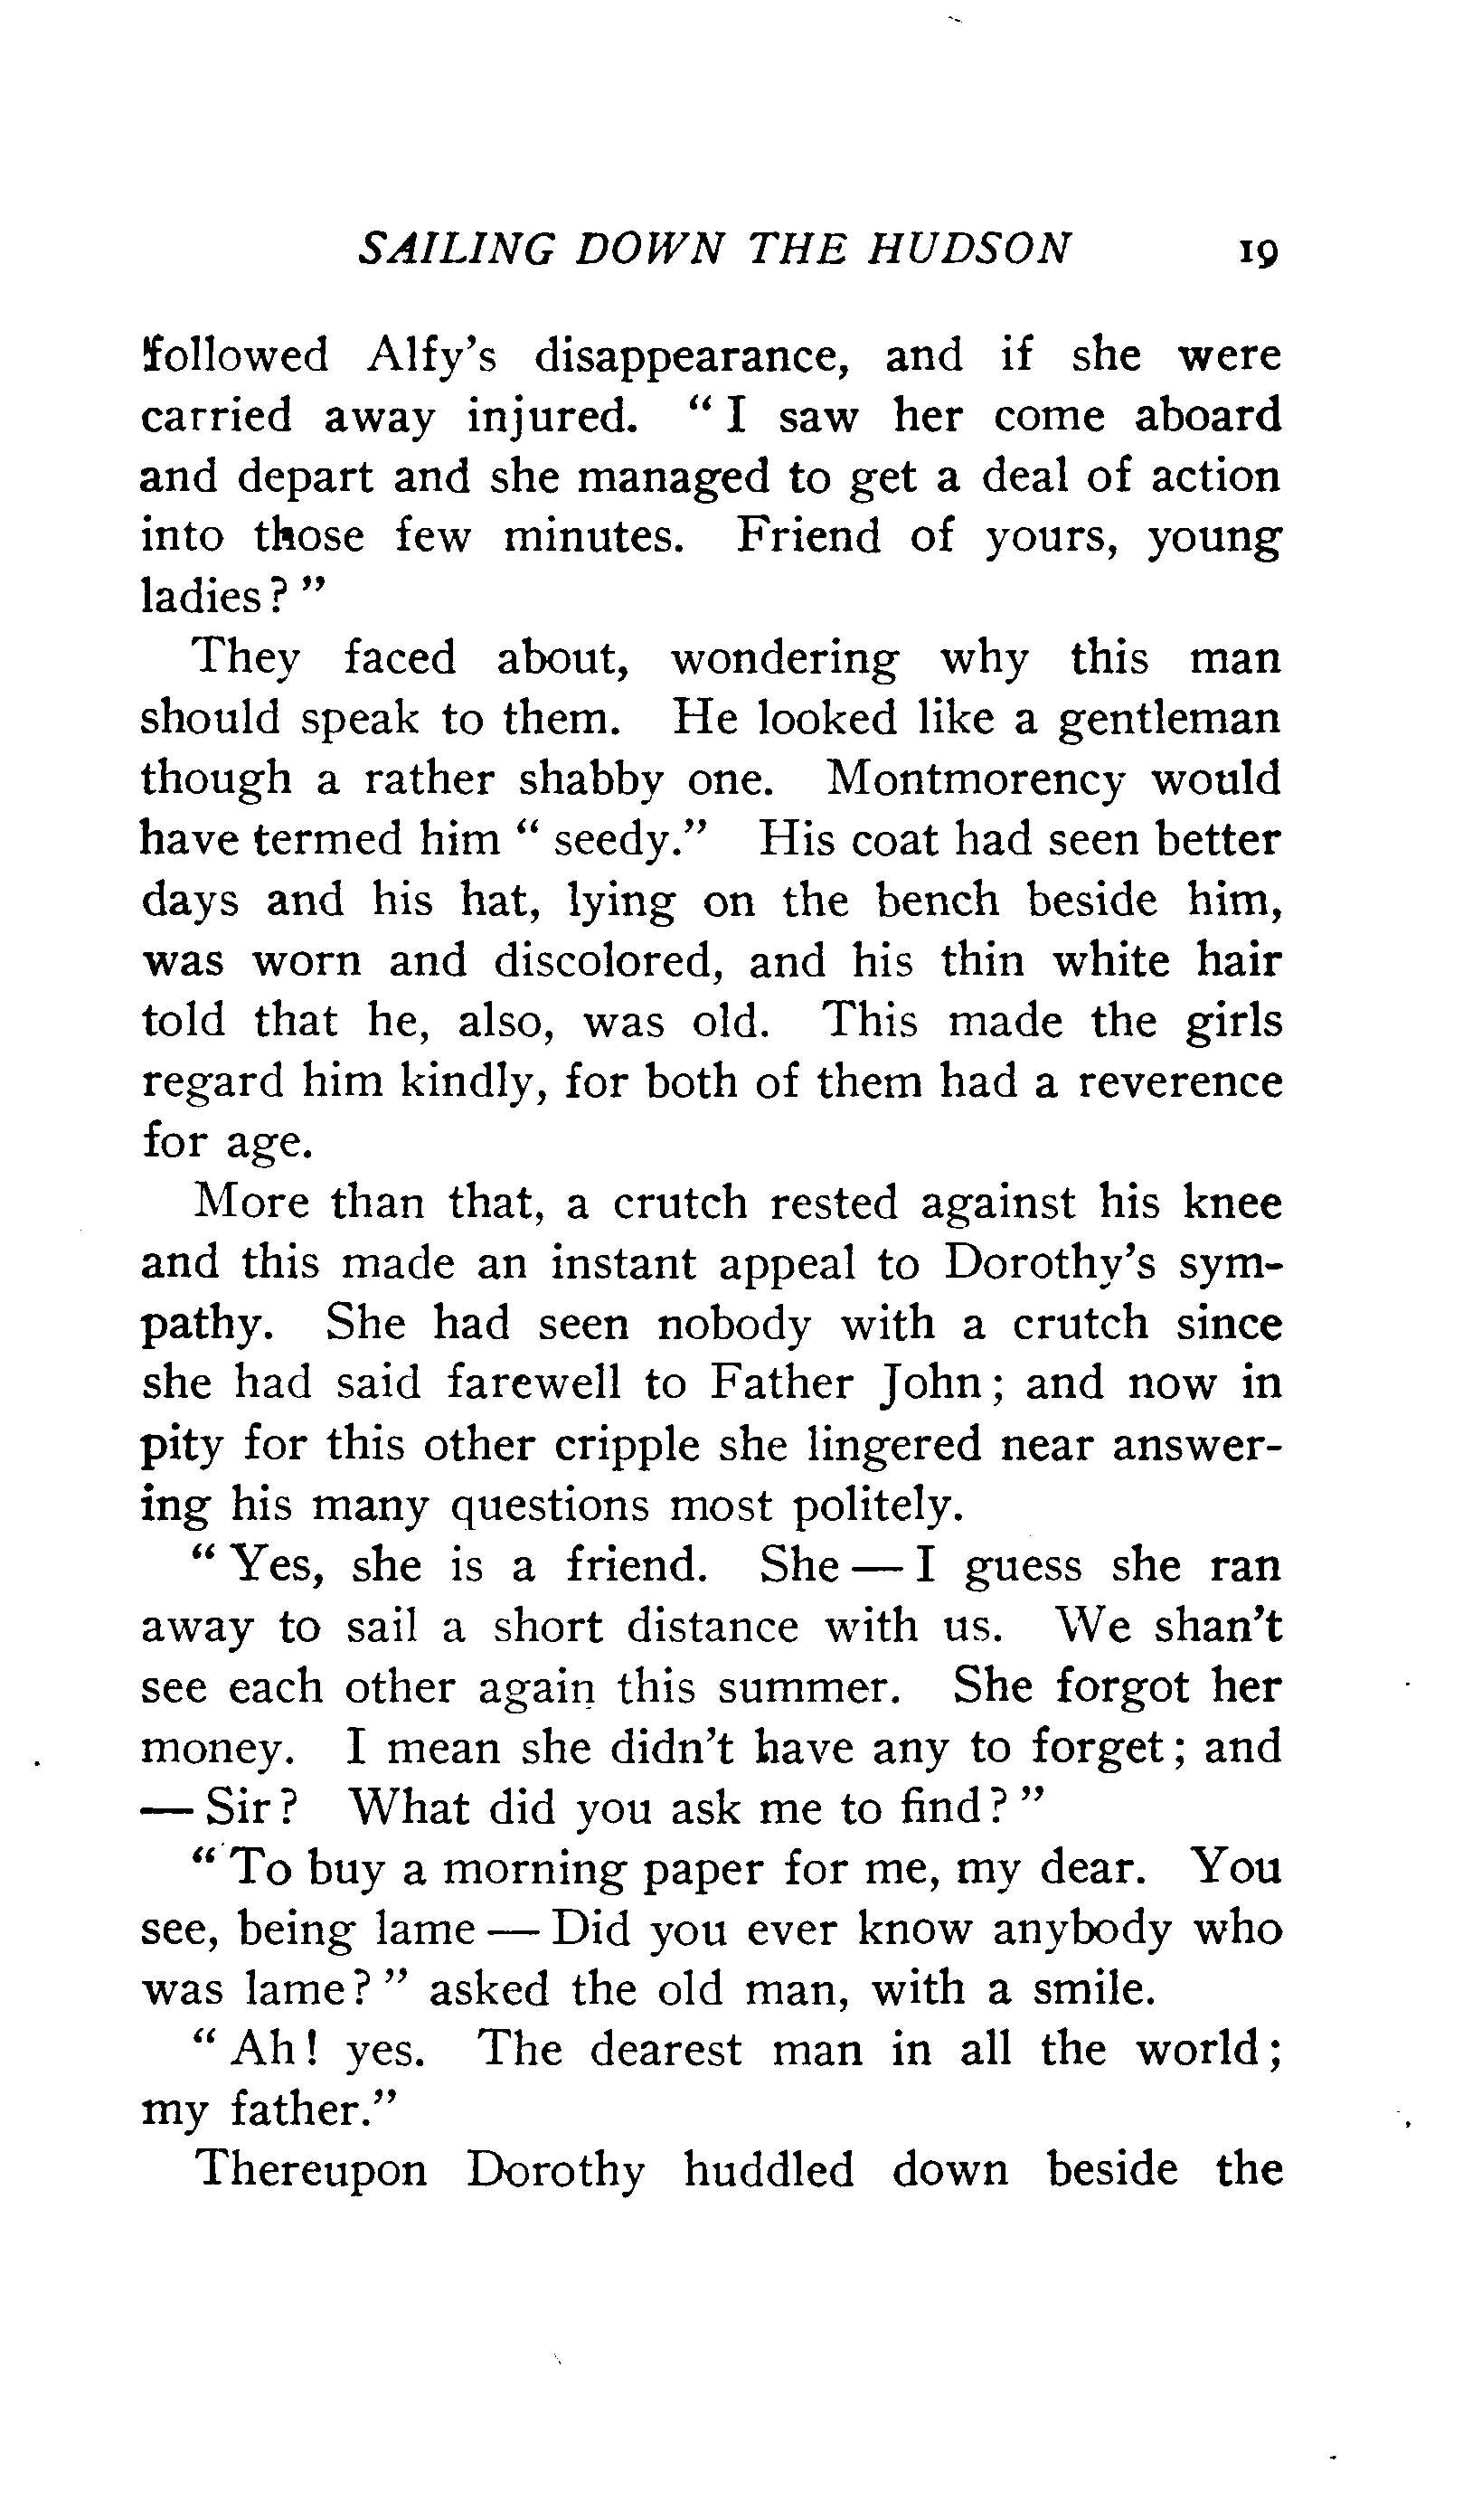 SAILING DOWN THE HUDSON 19
followed Alfy's disappearance, and if she were
carried away injured. "I saw her come aboard
and depart and she managed to get a deal of action
into those few minutes. Friend of yours, young
ladies?"
They faced about, wondering why this man
should speak to them. He looked like a gentleman
though a rather shabby one. Montmorency would
have termed him "seedy." His coat had seen better
days and his hat, lying on the bench beside him,
was worn and discolored, and his thin white hair
told that he, also, was old. This made the girls
regard him kindly, for both of them had a reverence
for age.
More than that, a crutch rested against his knee
and this made an instant appeal to Dorothy's sym-
pathy. She had seen nobody with a crutch since
she had said farewell to Father John; and now in
pity for this other cripple she lingered near answer-
ing his many questions most politely.
"Yes, she is a friend. She — I guess she ran
away to sail a short distance with us. We shan't
see each other again this summer. She forgot her
money. I mean she didn't have any to forget; and
— Sir? What did you ask me to find?"
"To buy a morning paper for me, my dear. You
see, being lame — Did you ever know anybody who
was lame?" asked the old man, with a smile.
"Ah! yes. The dearest man in all the world;
my father."
Thereupon Dorothy huddled down beside the